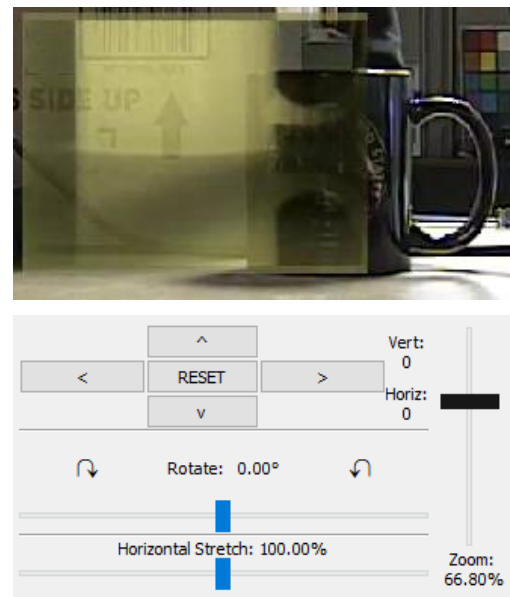 S SIDE UP
^
Vert:
0
< RESET >
Horiz:
0
v
Rotate: 0.00°
Horizontal Stretch: 100.00%
Zoom:
66.80%